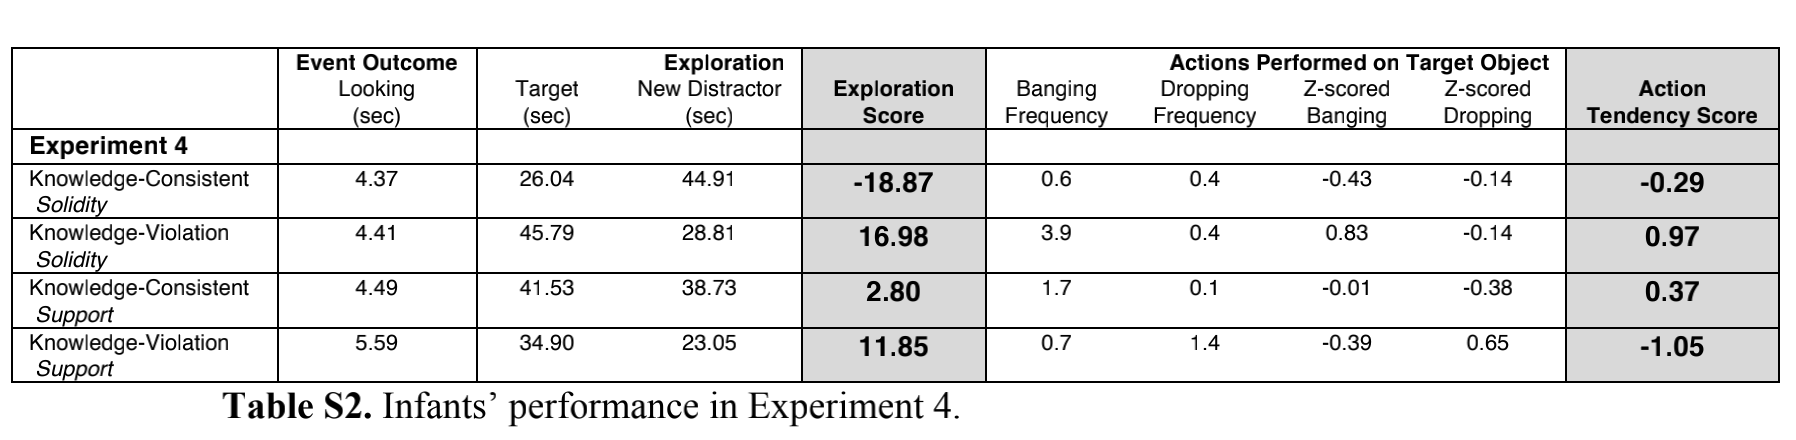 Event Outcome Exploration Actions Performed on Target Object
Looking Target New Distractor Exploration Banging Dropping Z-scored Z-scored Action
(sec) (sec) (sec) Score Frequency Frequency Banging Dropping Tendency Score
Experiment 4
Knowledge-Consistent 4.37 26.04 44.91 -18.87 0.6 0.4 -0.43 -0.14 -0.29
Solidity
Knowledge-Violation 4.41 45.79 28.81 16.98 3.9 0.4 0.83 -0.14 0.97
Solidity
Knowledge-Consistent 4.49 41.53 38.73 2.80 1.7 0.1 -0.01 -0.38 0.37
Support
Knowledge-Violation 5.59 34.90 23.05 11.85 0.7 1.4 -0.39 0.65 -1.05
Support
Table S2. Infants’ performance in Experiment 4.